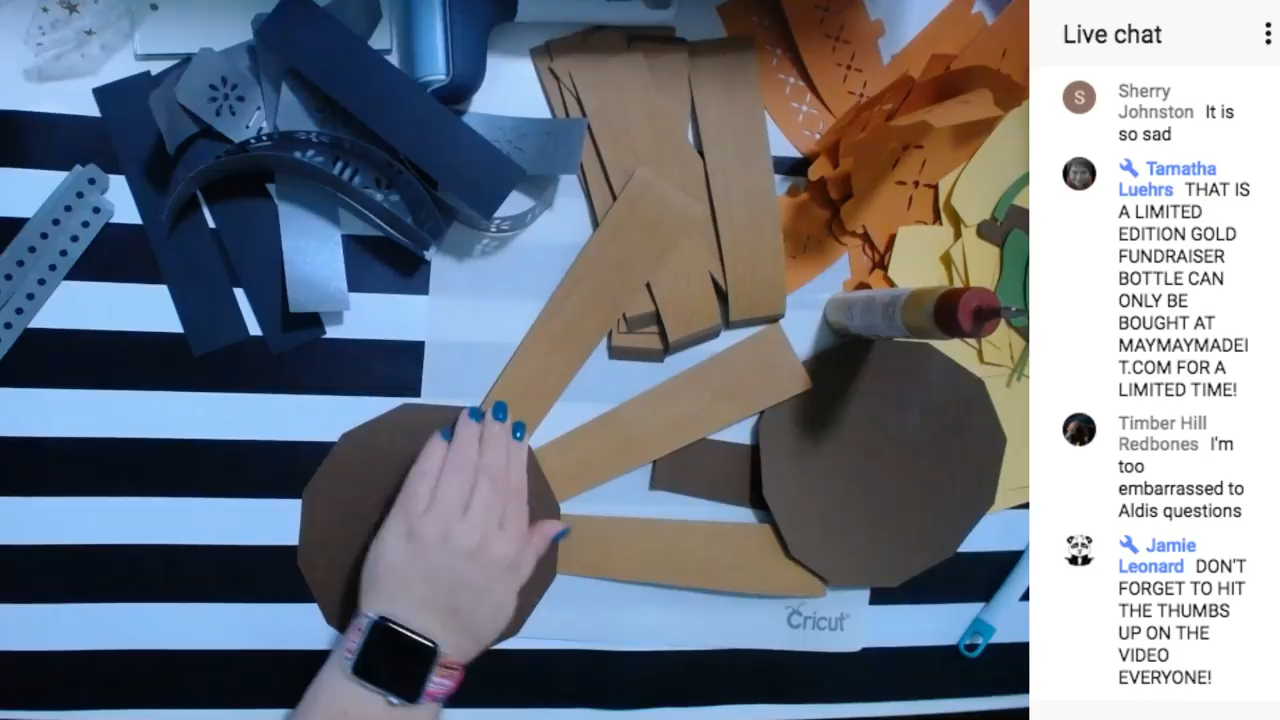 Live chat
S
Sherry
Johnston It is
so sad
Tamatha
Luehrs THAT IS
A LIMITED
EDITION GOLD
FUNDRAISER
BOTTLE CAN
ONLY BE
BOUGHT AT
MAYMAYMADEI
T.COM FOR A
LIMITED TIME!
Timber Hill
Redbones I'm
too
embarrassed to
Aldis questions
Jamie
Leonard DON'T
FORGET TO HIT
THE THUMBS
UP ON THE
VIDEO
EVERYONE!
Cricut